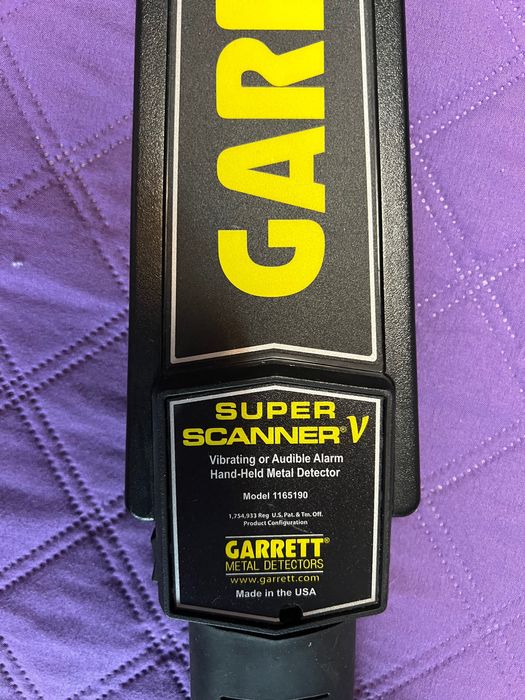 GARRE
SUPER
SCANNER® V
Vibrating or Audible Alarm
Hand-Held Metal Detector
Model 1165190
1,754,933 Reg U.S. Pat. & Tm. Off.
Product Configuration
GARRETT®
METAL DETECTORS
www.garrett.com
Made in the USA